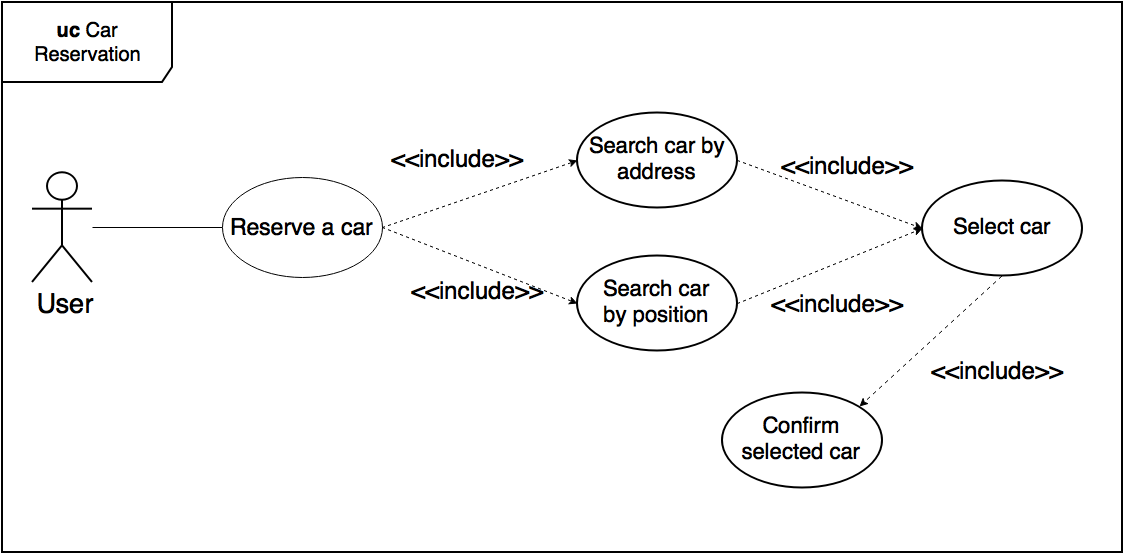 uc Car
Reservation
<<include>>
Search car by
address
<<include>>
Reserve a car
Select car
User
<<include>>
Search car
by position
<<include>>
<<include>>
Confirm
selected car